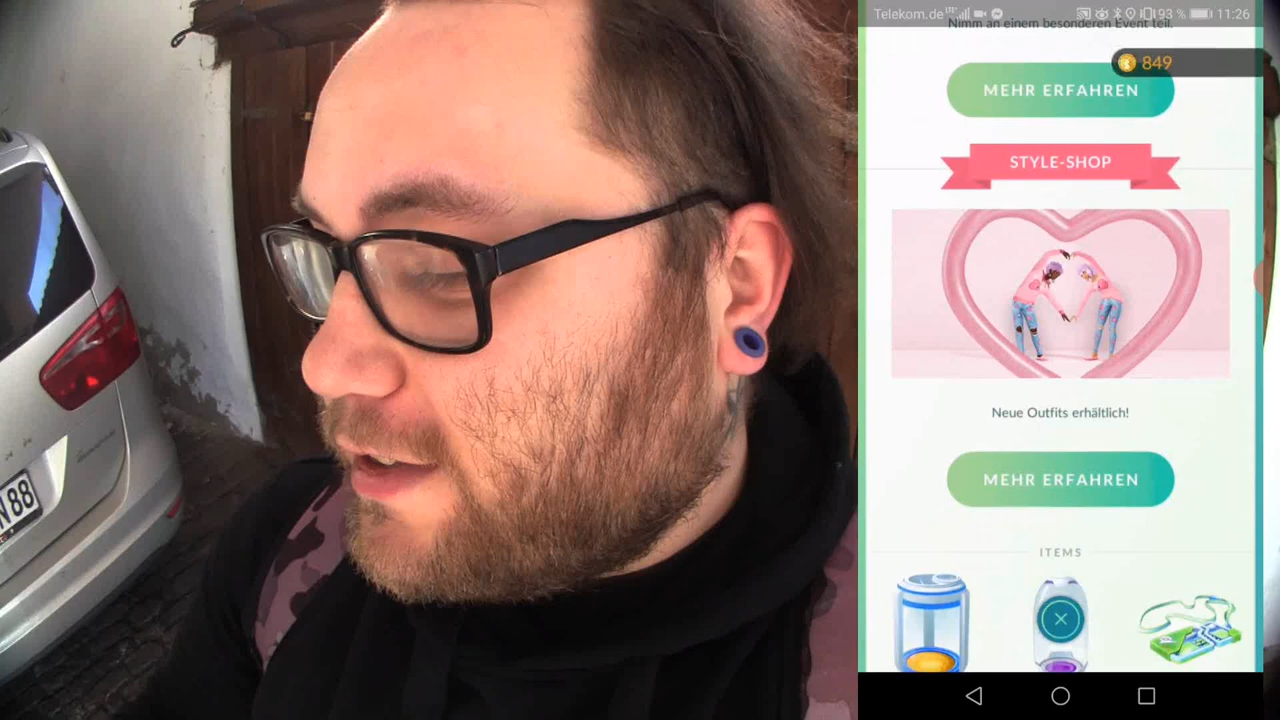 Telekom.de 93 % 11:26
Nimm an einem besonderen Event teil.
849
MEHR ERFAHREN
STYLE-SHOP
Neue Outfits erhältlich!
MEHR ERFAHREN
ITEMS
N 88